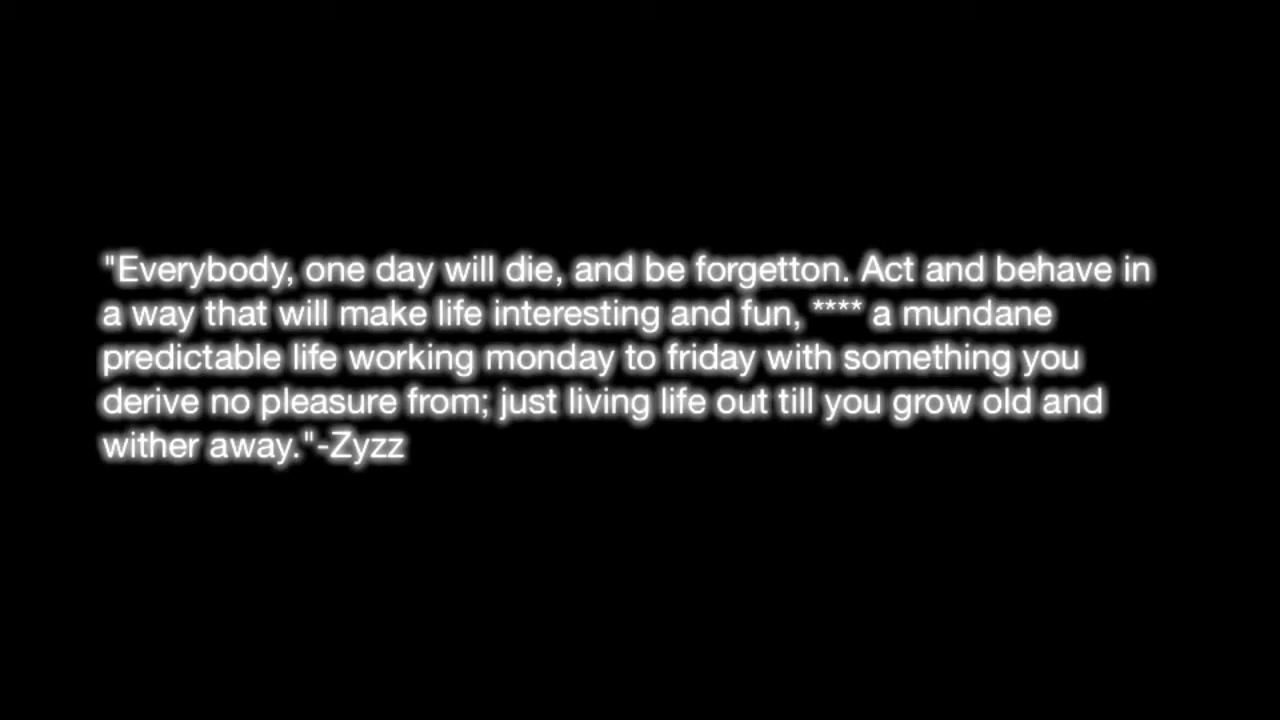 "Everybody, one day will die, and be forgetton. Act and behave in
a way that will make life interesting and fun, **** a mundane
predictable life working monday to friday with something you
derive no pleasure from; just living life out till you grow old and
wither away."-Zyzz